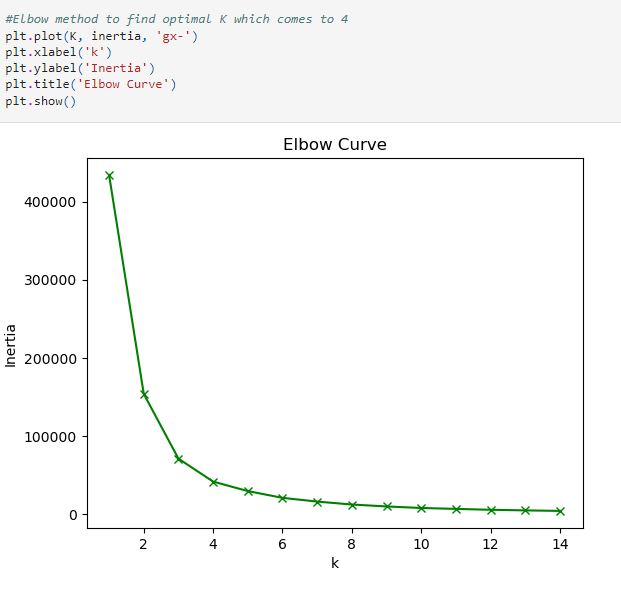 #Elbow method to find optimal K which comes to 4
plt.plot(K, inertia, 'gx-')
plt.xlabel('k')
plt.ylabel('Inertia')
plt.title('Elbow Curve')
plt.show()
Elbow Curve
400000
300000
200000
100000
0
Inertia
2 4 6 8 10 12 14
k